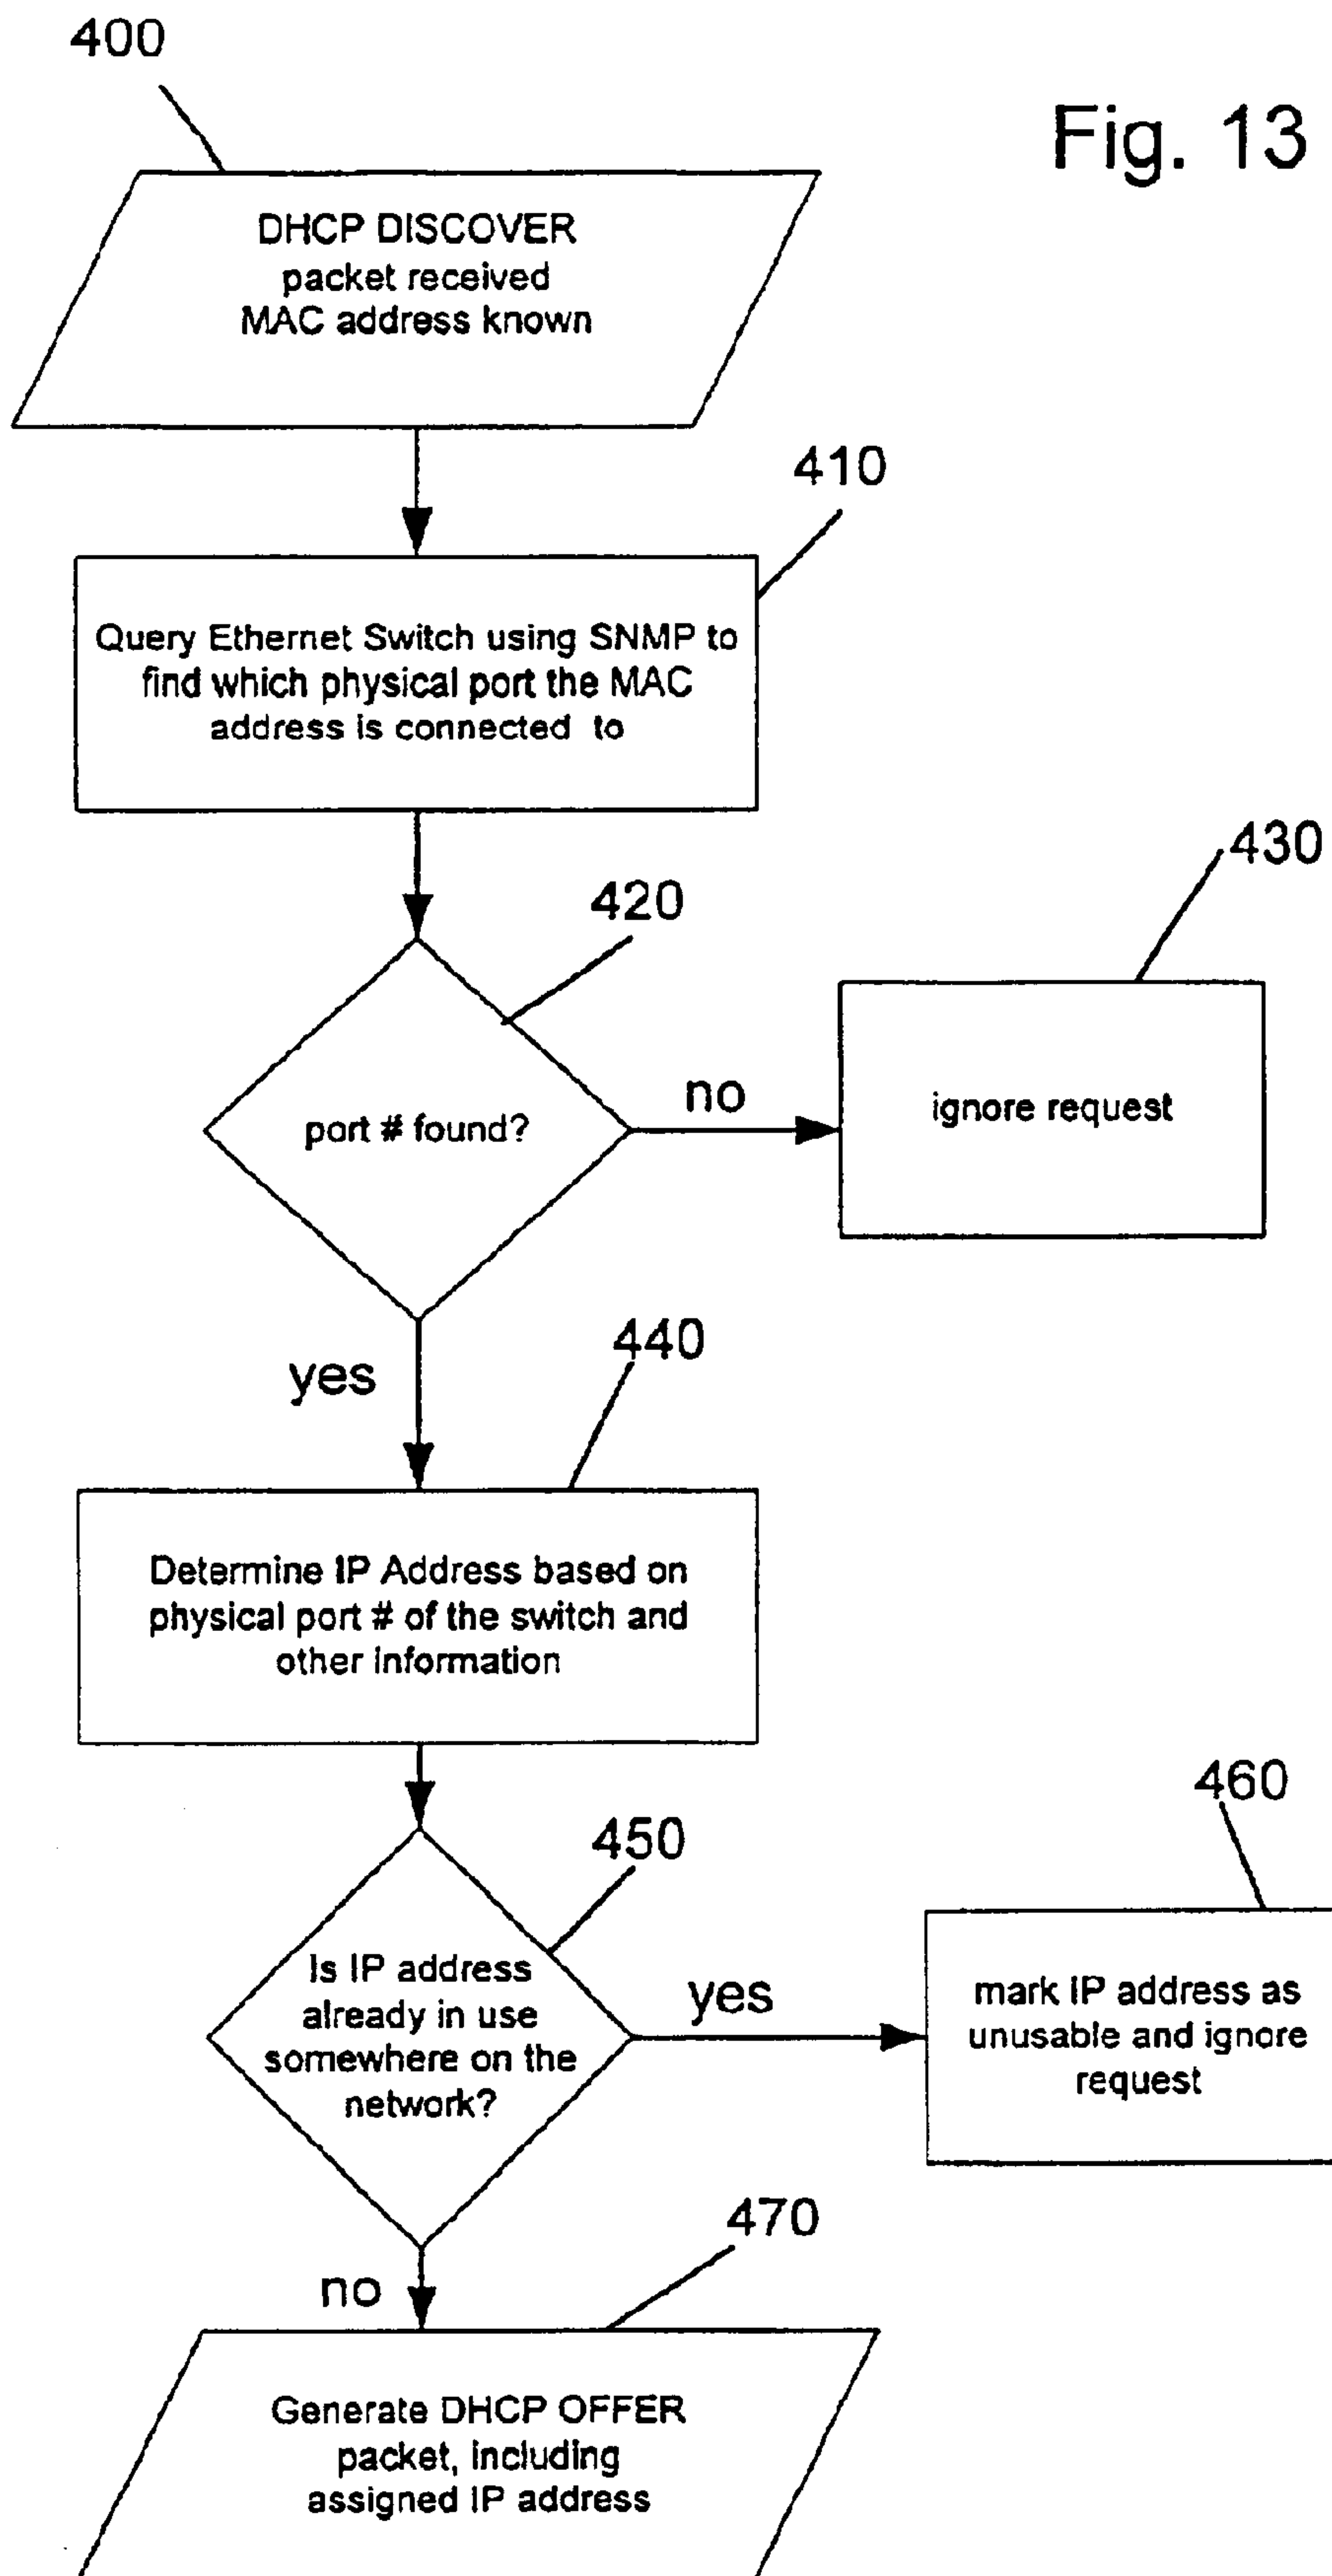 400
Fig. 13
DHCP DISCOVER
packet received
MAC address known
410
Query Ethernet Switch using SNMP to
find which physical port the MAC
address is connected to
420
430
port # found?
no
ignore request
yes
440
Determine IP Address based on
physical port # of the switch and
other information
450
460
Is IP address
already in use
somewhere on the
network?
yes
mark IP address as
unusable and ignore
request
no
470
Generate DHCP OFFER
packet, including
assigned IP address